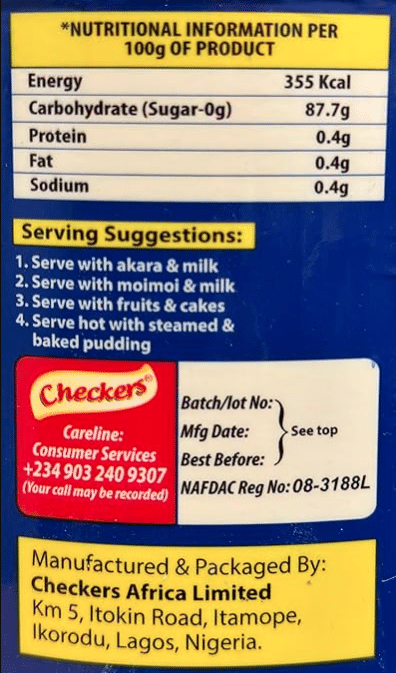 *NUTRITIONAL INFORMATION PER
100g OF PRODUCT
Energy 355 Kcal
Carbohydrate (Sugar-0g) 87.7g
Protein 0.4g
Fat 0.4g
Sodium 0.4g
Serving Suggestions:
1. Serve with akara & milk
2. Serve with moimoi & milk
3. Serve with fruits & cakes
4. Serve hot with steamed &
baked pudding
Checkers®
Careline:
Consumer Services
+234 903 240 9307
(Your call may be recorded)
Batch/lot No:
Mfg Date: See top
Best Before:
NAFDAC Reg No: 08-3188L
Manufactured & Packaged By:
Checkers Africa Limited
Km 5, Itokin Road, Itamope,
Ikorodu, Lagos, Nigeria.